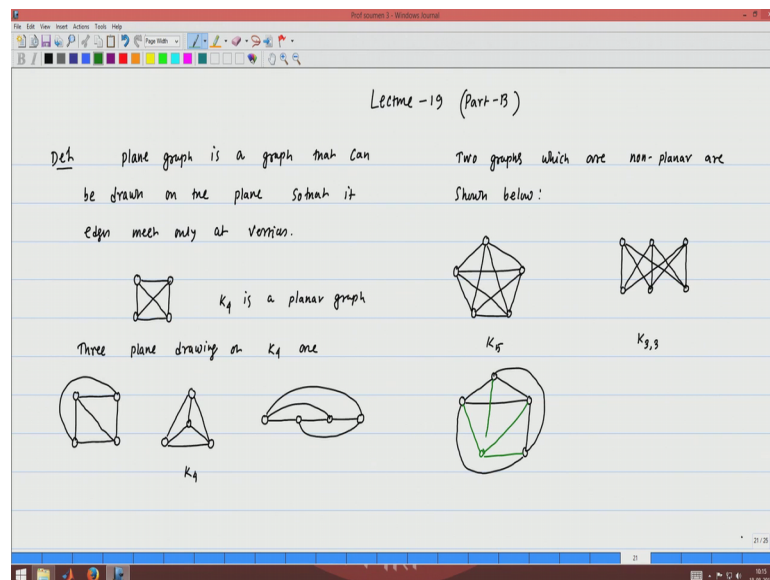 Prof soumen 3 - Windows Journal
File Edit View Insert Actions Tools Help
Page Width
B I
Lecture -19 (Part-B)
Def plane graph is a graph that can
be drawn on the plane so that it
edges meet only at vertices.
K4 is a planar graph
Three plane drawing on K4 are
K4
Two graphs which are non-planar are
shown below:
K5
K3,3
21 / 25
21
10:15